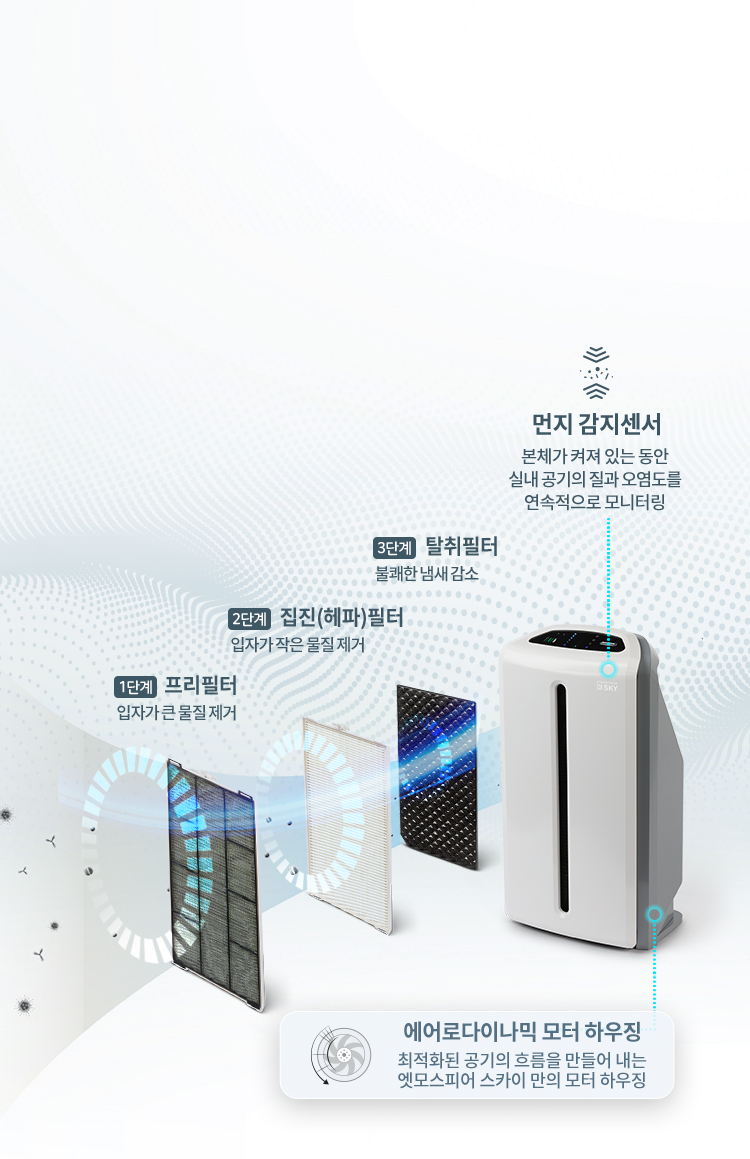 먼지 감지센서
본체가 켜져 있는 동안
실내 공기의 질과 오염도를
연속적으로 모니터링
3단계 탈취필터
불쾌한 냄새 감소
2단계 집진(헤파)필터
입자가 작은 물질 제거
1단계 프리필터
입자가 큰 물질 제거
SKY
에어로다이나믹 모터 하우징
최적화된 공기의 흐름을 만들어 내는
엣모스피어 스카이 만의 모터 하우징